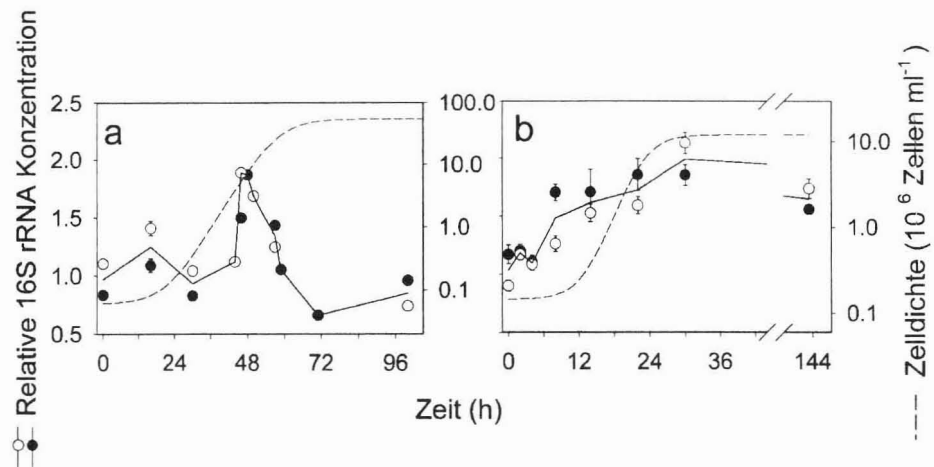 Relative 16S rRNA Konzentration
2.5
2.0
1.5
1.0
0.5
a
100.0
10.0
1.0
0.1
0 24 48 72 96
b
10.0
1.0
0.1
0 12 24 36 144
Zeit (h)
Zelldichte (10⁶ Zellen ml⁻¹)